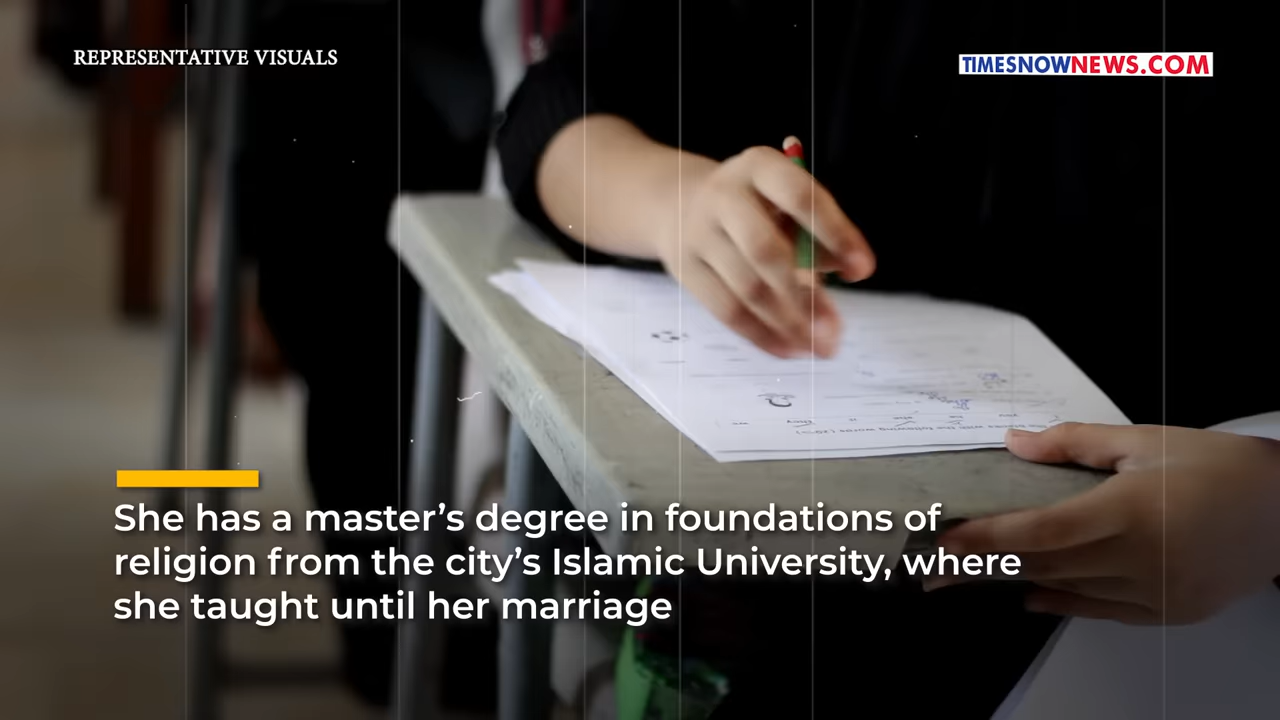 REPRESENTATIVE VISUALS
TIMESNOWNEWS.COM
She has a master’s degree in foundations of
religion from the city’s Islamic University, where
she taught until her marriage